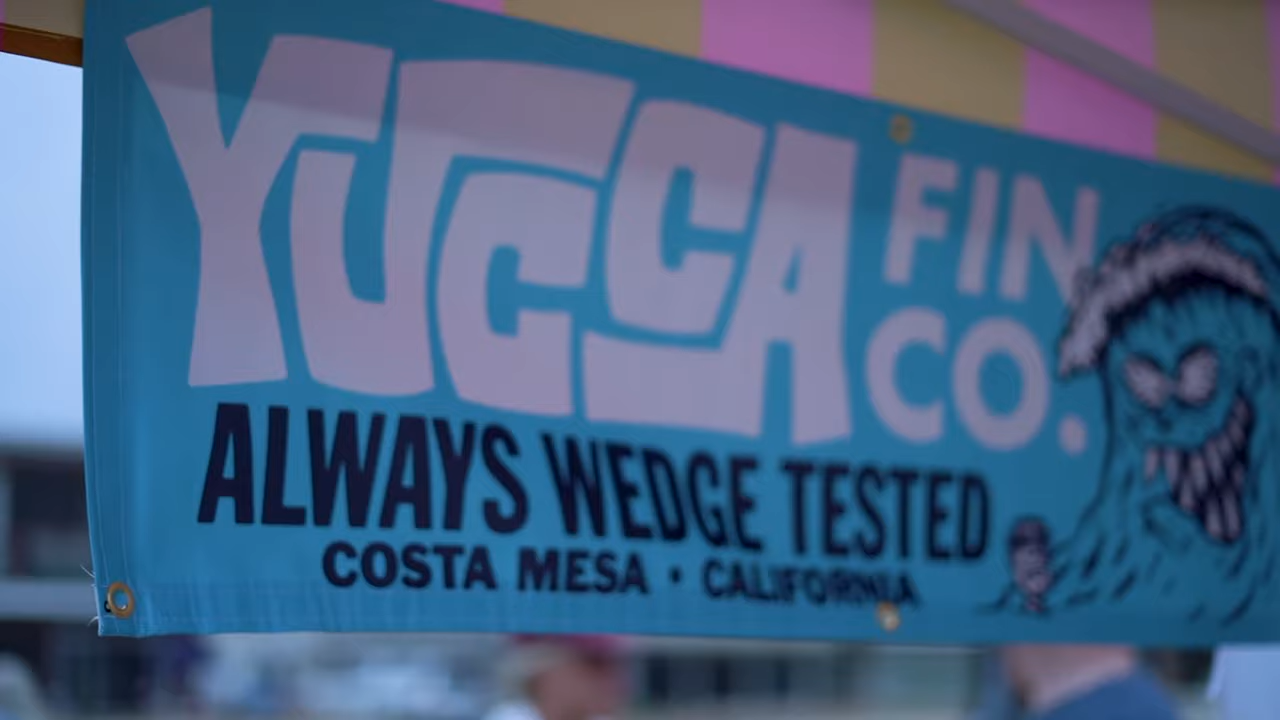 YUCCA
FIN
CO.
ALWAYS WEDGE TESTED
COSTA MESA • CALIFORNIA